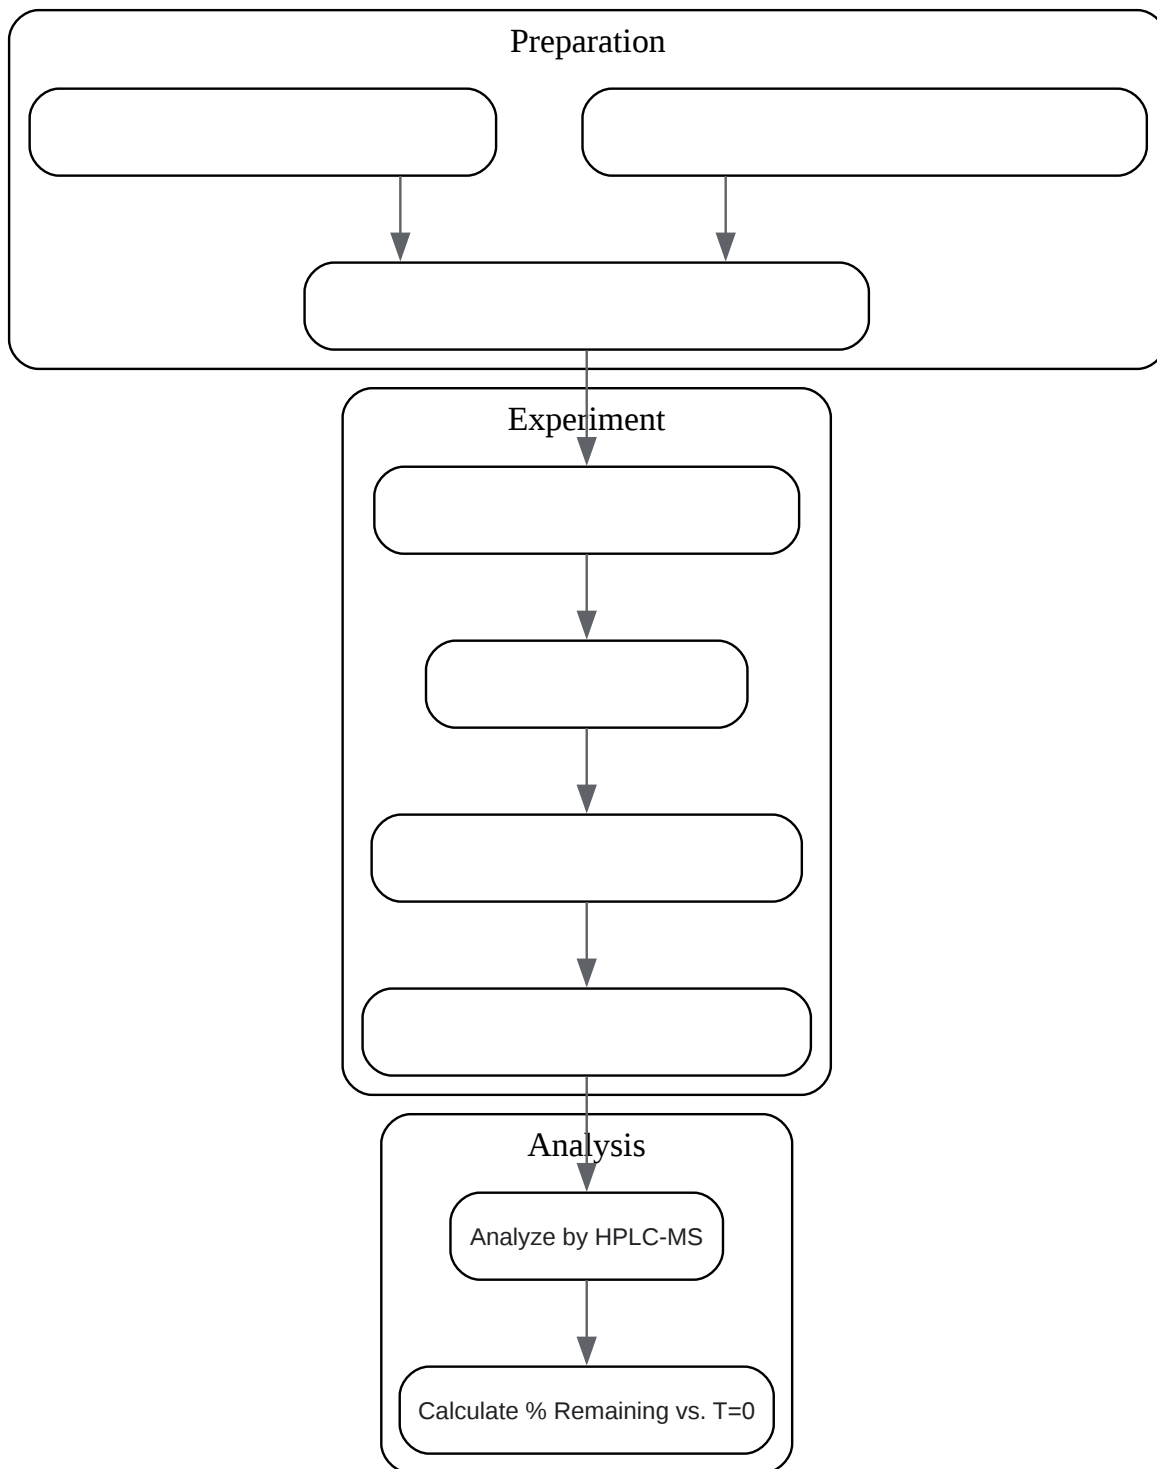 Preparation
Experiment
Analysis
Analyze by HPLC-MS
Calculate % Remaining vs. T=0